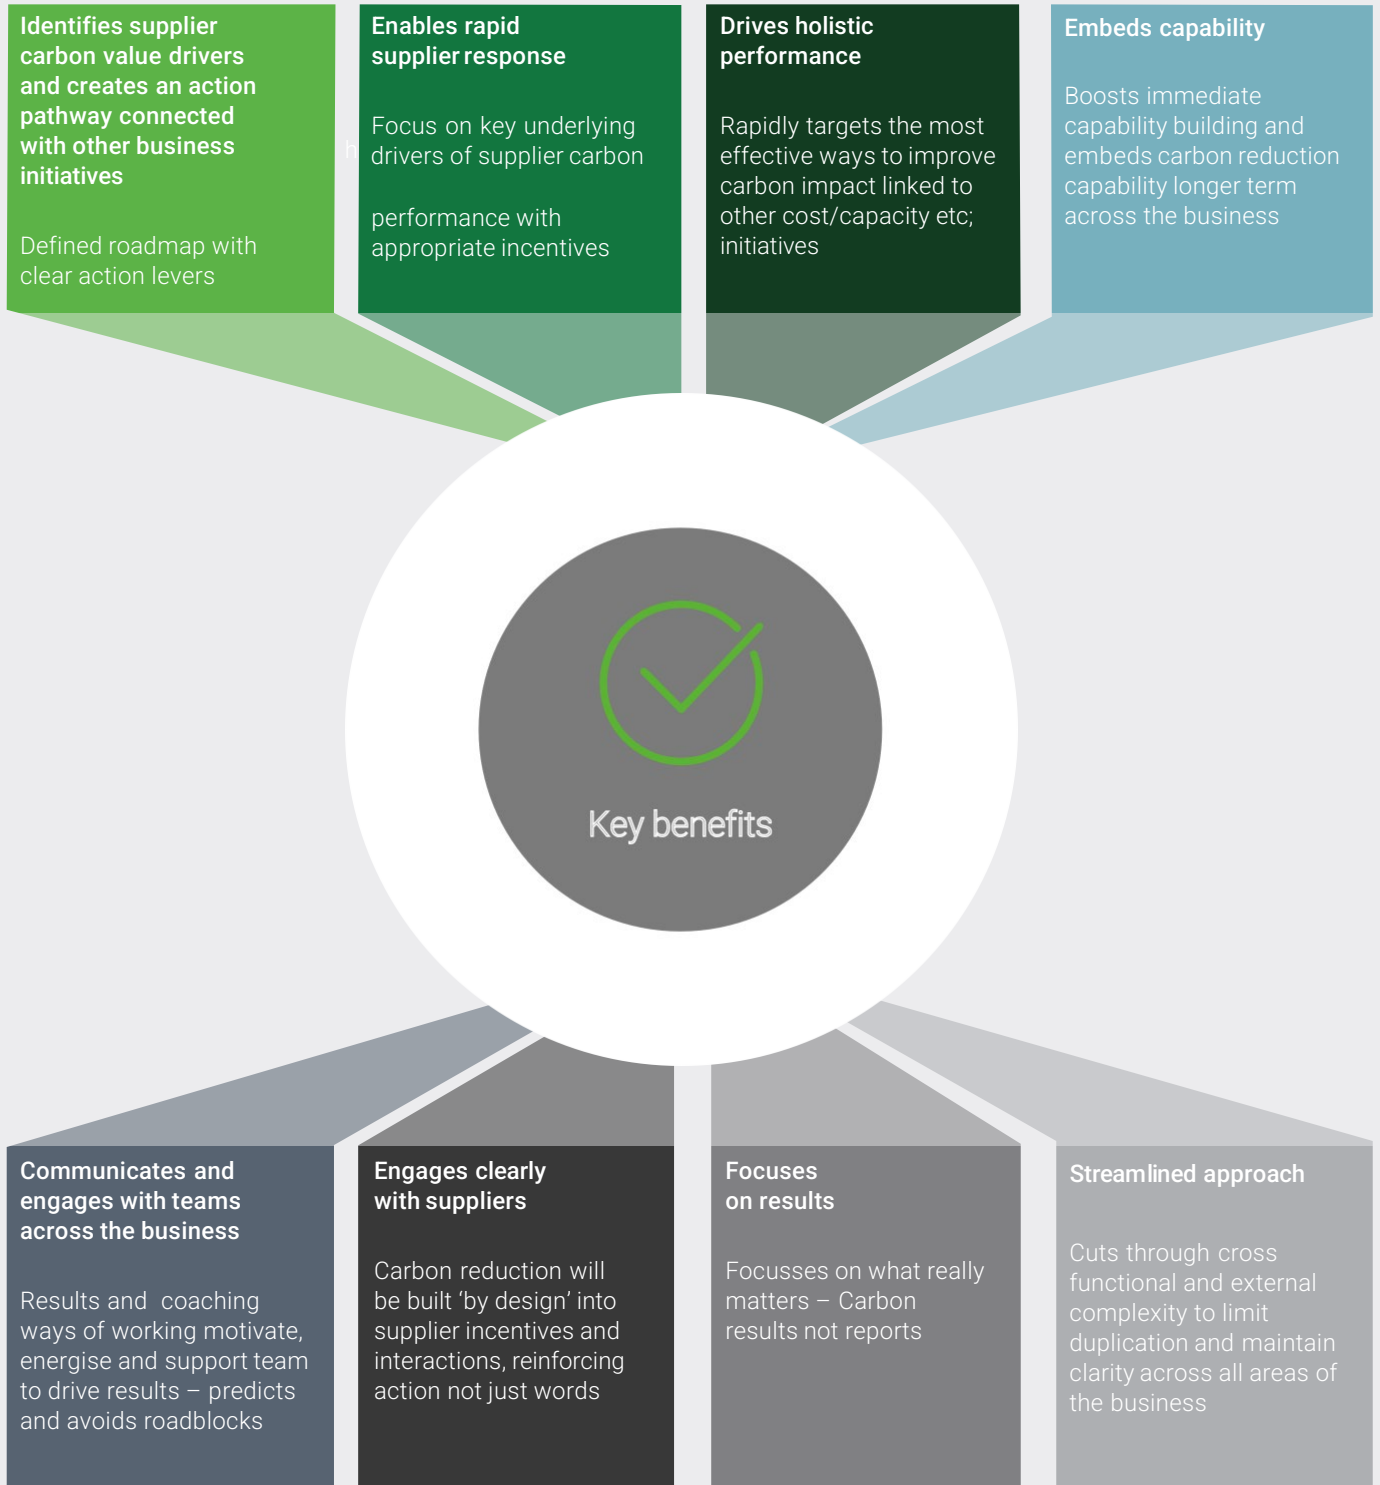 Identifies supplier
carbon value drivers
and creates an action
pathway connected
with other business
initiatives
Defined roadmap with
clear action levers
Enables rapid
supplier response
h
Focus on key underlying
drivers of supplier carbon
performance with
appropriate incentives
Drives holistic
performance
Rapidly targets the most
effective ways to improve
carbon impact linked to
other cost/capacity etc;
initiatives
Embeds capability
Boosts immediate
capability building and
embeds carbon reduction
capability longer term
across the business
Key benefits
Communicates and
engages with teams
across the business
Results and coaching
ways of working motivate,
energise and support team
to drive results – predicts
and avoids roadblocks
Engages clearly
with suppliers
Carbon reduction will
be built ‘by design’ into
supplier incentives and
interactions, reinforcing
action not just words
Focuses
on results
Focusses on what really
matters – Carbon
results not reports
Streamlined approach
Cuts through cross
functional and external
complexity to limit
duplication and maintain
clarity across all areas of
the business